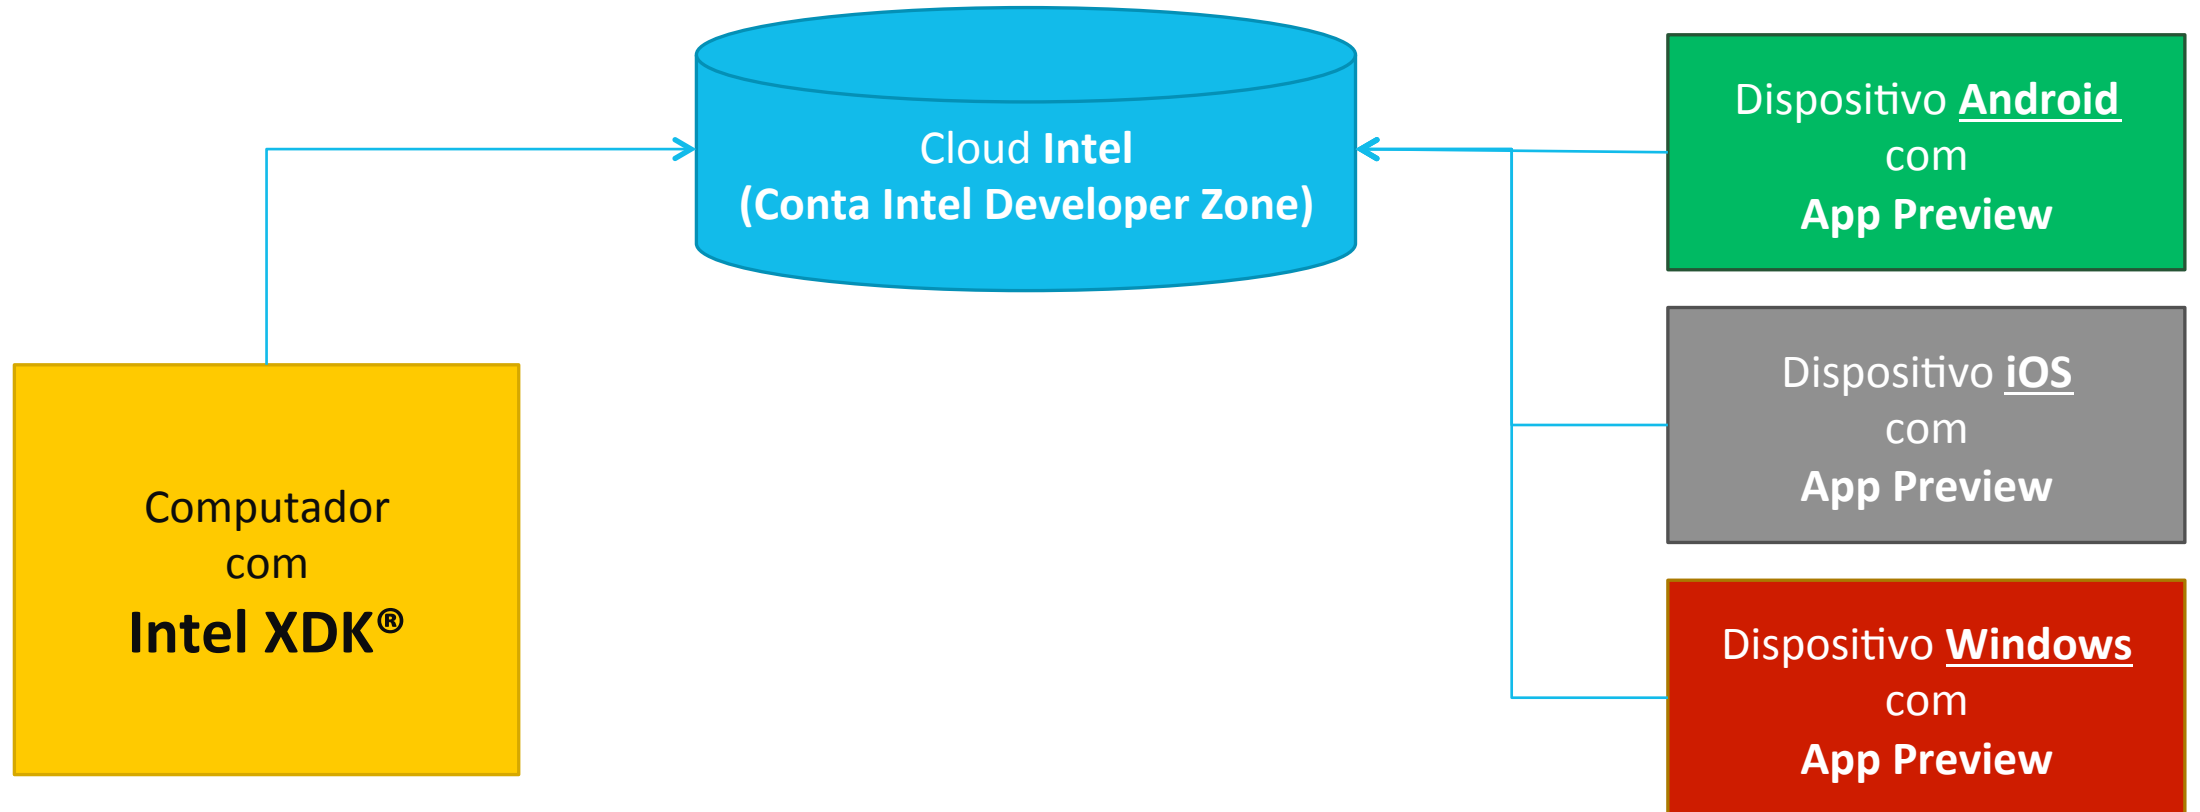 Cloud Intel
(Conta Intel Developer Zone)
Dispositivo Android
com
App Preview
Dispositivo iOS
com
App Preview
Computador
com
Intel XDK®
Dispositivo Windows
com
App Preview